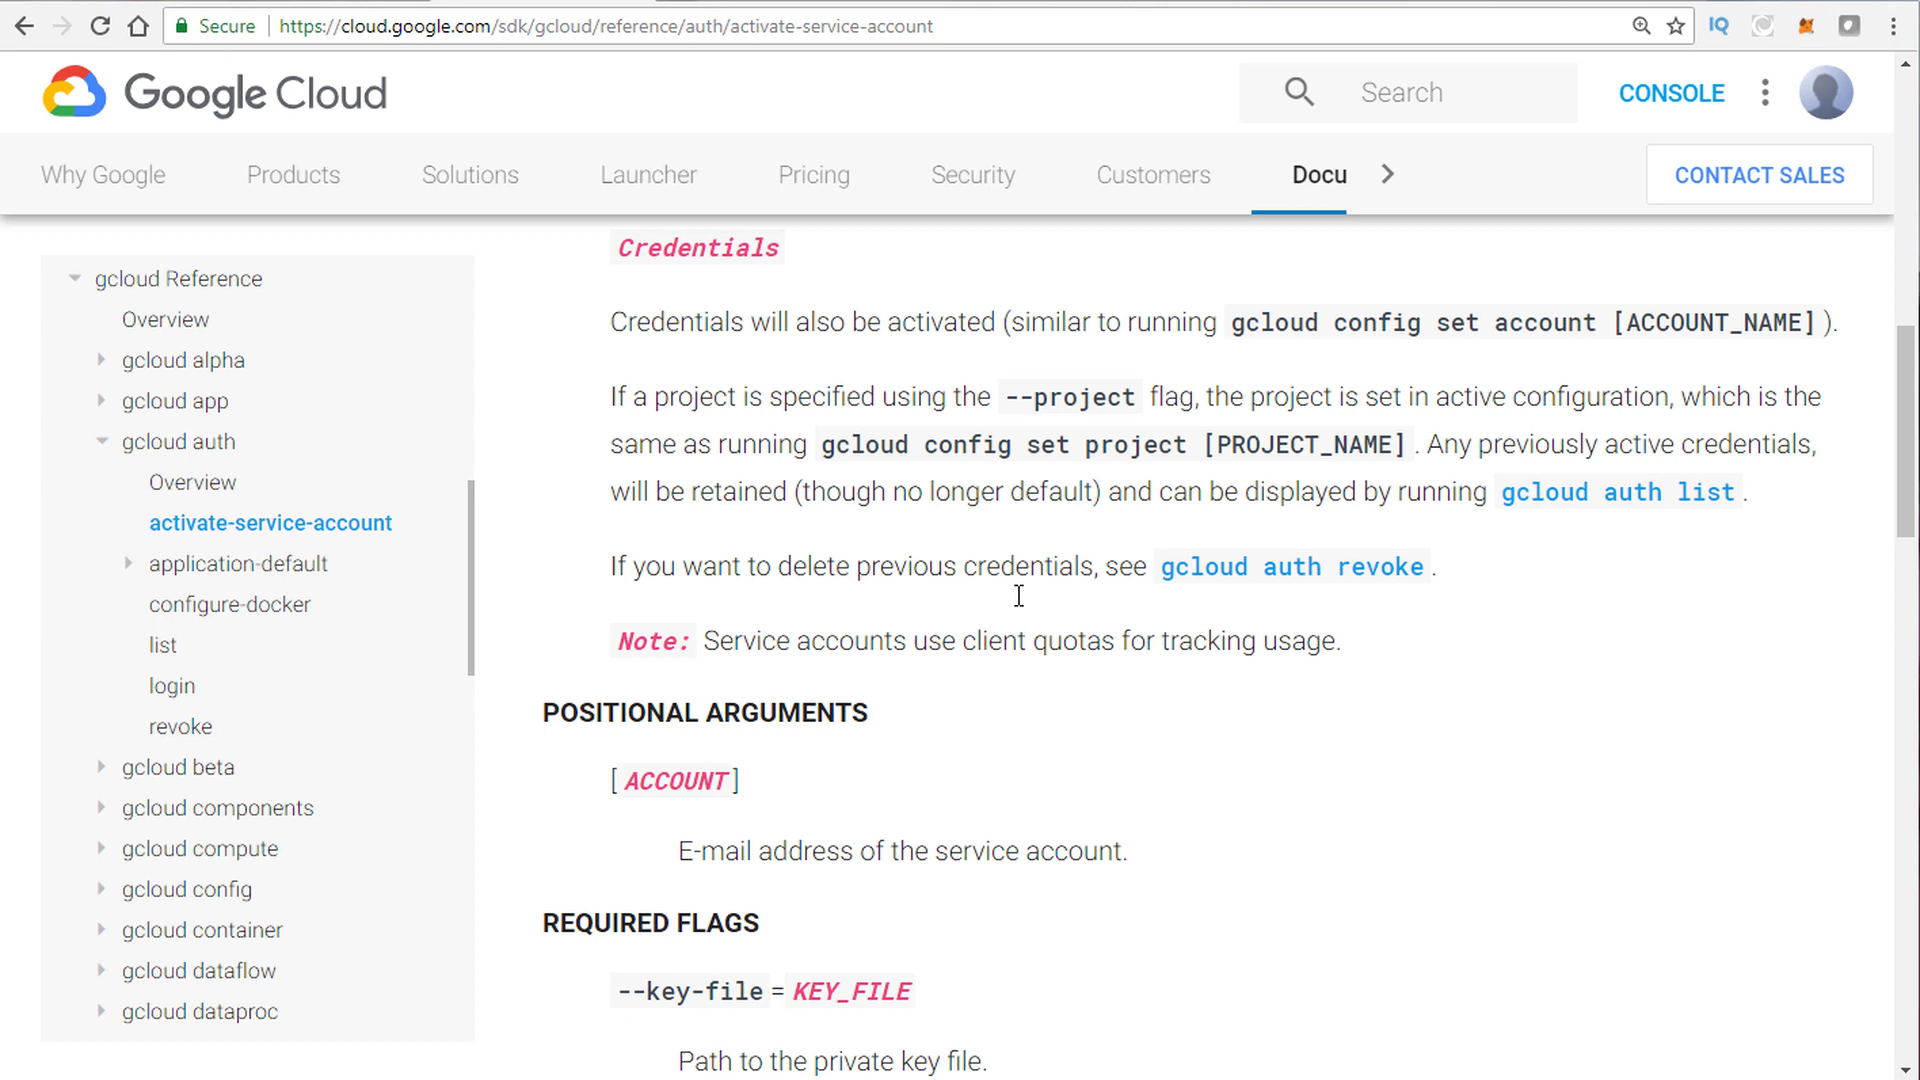 Secure
https://cloud.google.com/sdk/gcloud/reference/auth/activate-service-account
IQ
Google Cloud
Search
CONSOLE
Why Google
Products
Solutions
Launcher
Pricing
Security
Customers
Docu
CONTACT SALES
gcloud Reference
Overview
gcloud alpha
gcloud app
gcloud auth
Overview
activate-service-account
application-default
configure-docker
list
login
revoke
gcloud beta
gcloud components
gcloud compute
gcloud config
gcloud container
gcloud dataflow
gcloud dataproc
Credentials
Credentials will also be activated (similar to running gcloud config set account [ACCOUNT_NAME] ).
If a project is specified using the --project flag, the project is set in active configuration, which is the
same as running gcloud config set project [PROJECT_NAME] . Any previously active credentials,
will be retained (though no longer default) and can be displayed by running gcloud auth list .
If you want to delete previous credentials, see gcloud auth revoke .
Note: Service accounts use client quotas for tracking usage.
POSITIONAL ARGUMENTS
[ ACCOUNT ]
E-mail address of the service account.
REQUIRED FLAGS
--key-file = KEY_FILE
Path to the private key file.